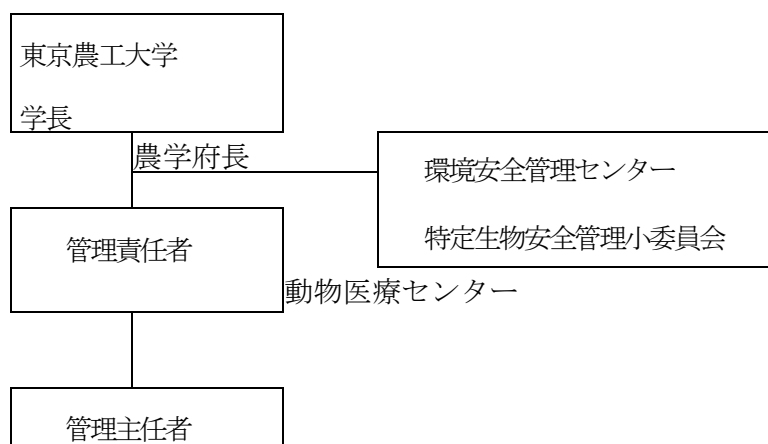 東京農工大学
学長
農学府長
環境安全管理センター
特定生物安全管理小委員会
管理責任者
動物医療センター
管理主任者